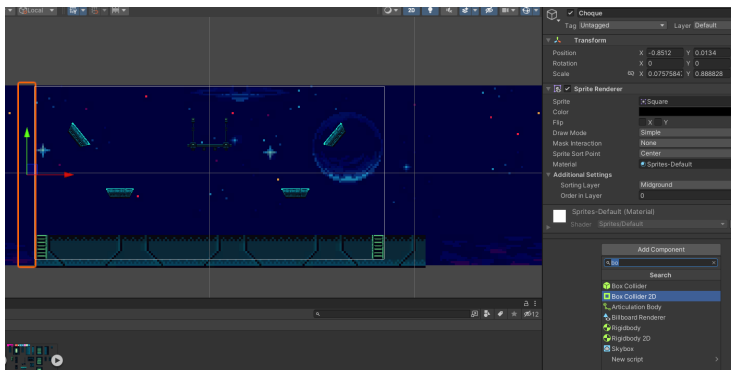 Local
2D
Choque
Tag Untagged Layer Default
Transform
Position X -0.8512 Y 0.0134
Rotation X 0 Y 0
Scale X 0.0757584 Y 0.888828
Sprite Renderer
Sprite Square
Color
Flip X Y
Draw Mode Simple
Mask Interaction None
Sprite Sort Point Center
Material Sprites-Default
Additional Settings
Sorting Layer Midground
Order in Layer 0
Sprites-Default (Material)
Shader Sprites/Default
Add Component
bo
Search
Box Collider
Box Collider 2D
Articulation Body
Billboard Renderer
Rigidbody
Rigidbody 2D
Skybox
New script
12